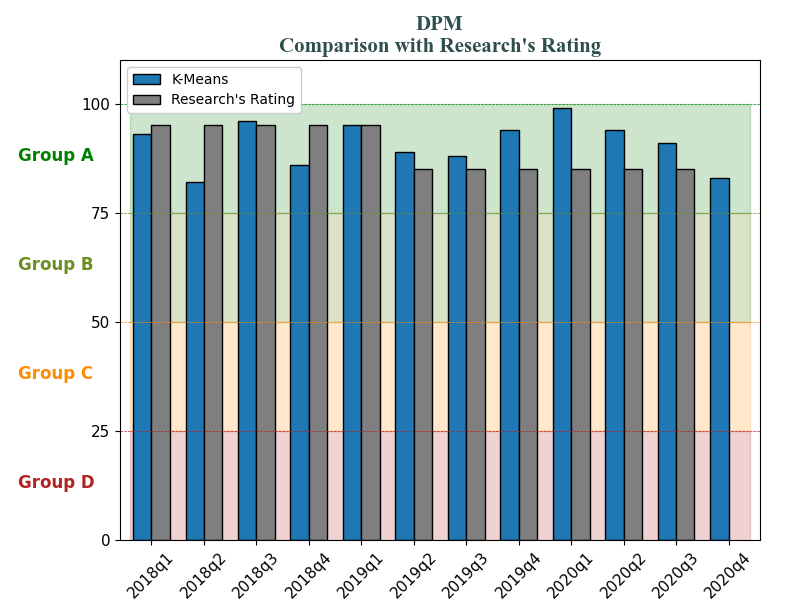 DPM
Comparison with Research's Rating
K-Means
Research's Rating
100
Group A
75
Group B
50
Group C
25
Group D
0
2018q1
2018q2
2018q3
2018q4
2019q1
2019q2
2019q3
2019q4
2020q1
2020q2
2020q3
2020q4